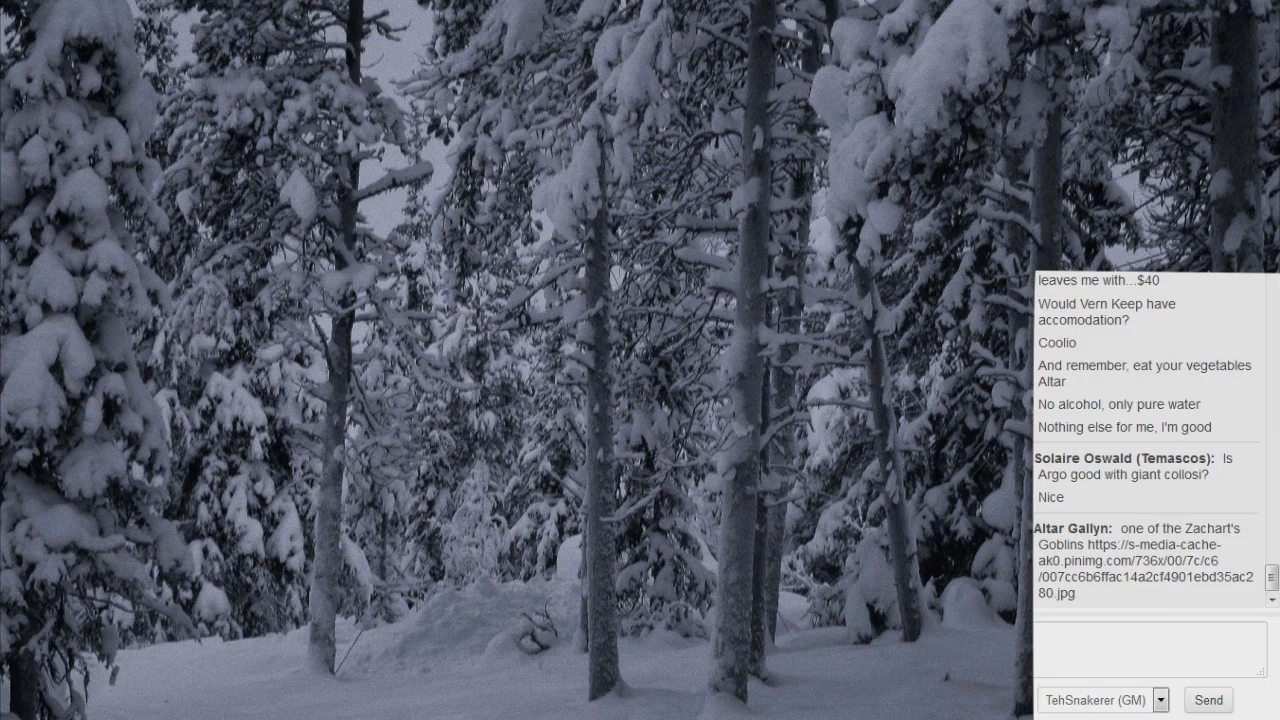 leaves me with...$40
Would Vern Keep have
accomodation?
Coolio
And remember, eat your vegetables
Altar
No alcohol, only pure water
Nothing else for me, I'm good
Solaire Oswald (Temascos): Is
Argo good with giant collosi?
Nice
Altar Gallyn: one of the Zachart's
Goblins https://s-media-cache-
ak0.pinimg.com/736x/00/7c/c6
/007cc6b6ffac14a2cf4901ebd35ac2
80.jpg
TehSnakerer (GM)
Send